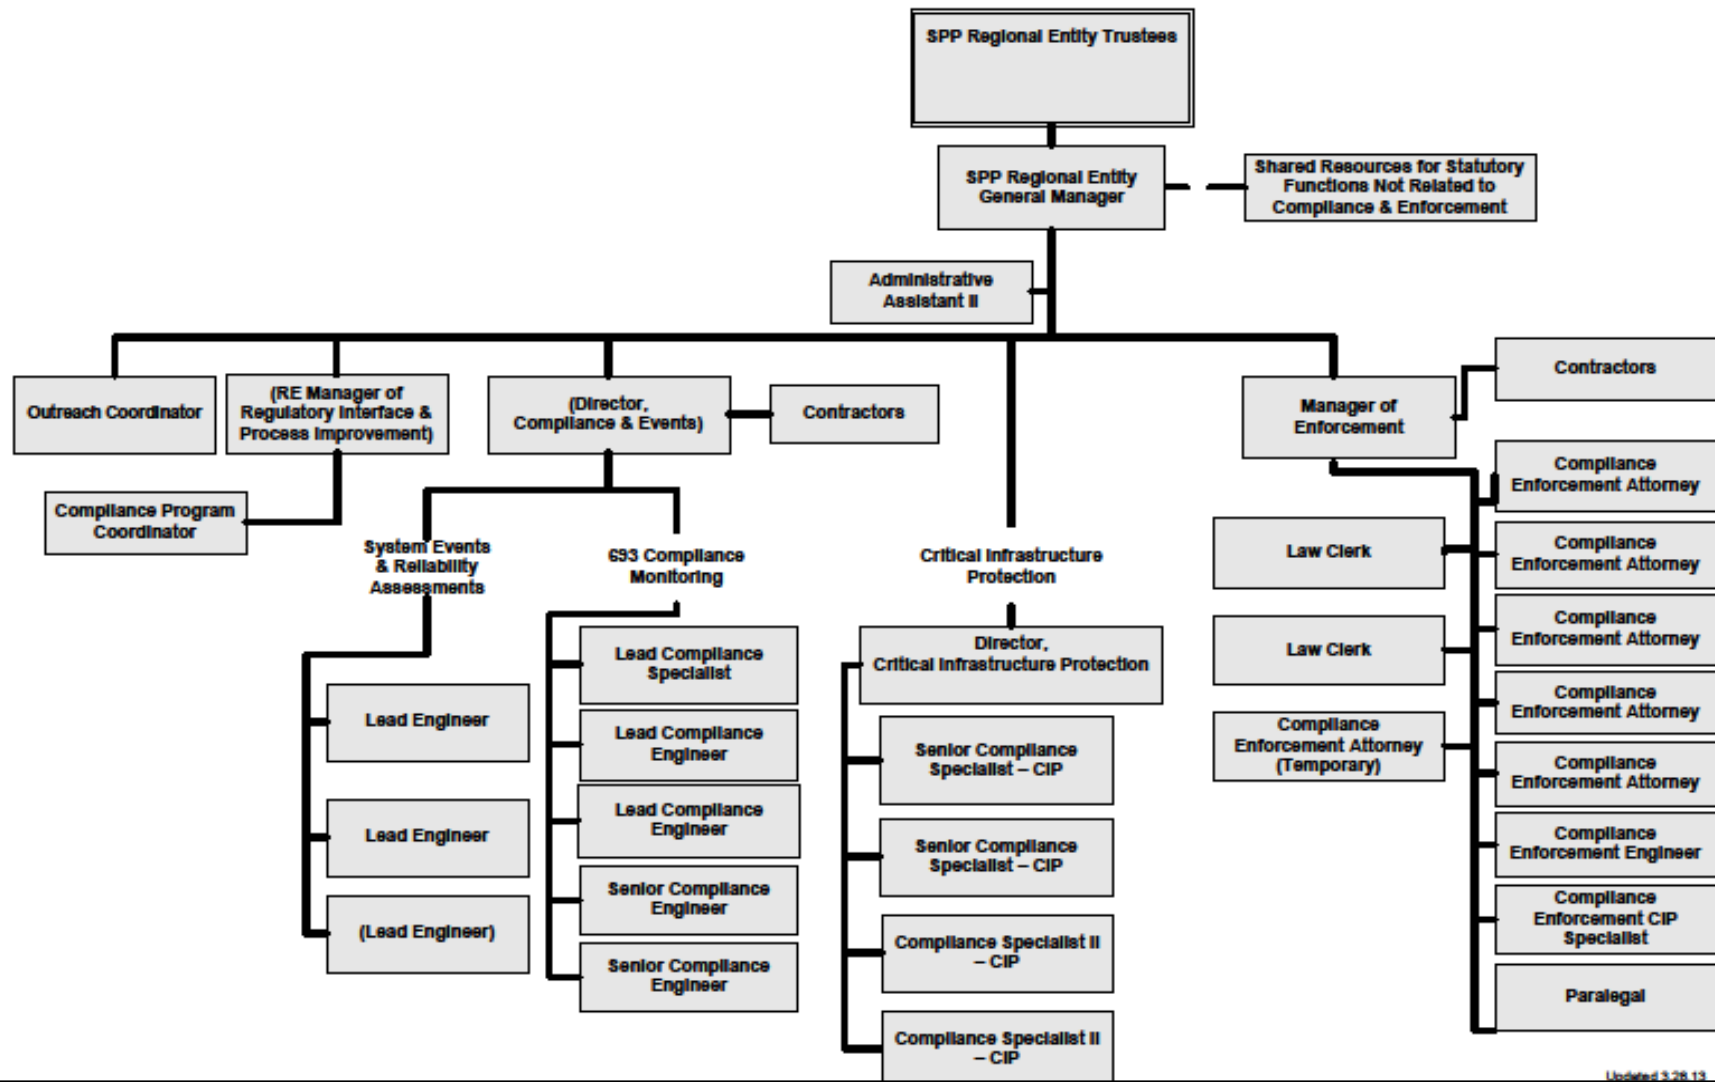 SPP Regional Entity Trustees
SPP Regional Entity
General Manager
Shared Resources for Statutory
Functions Not Related to
Compliance & Enforcement
Administrative
Assistant II
Outreach Coordinator
(RE Manager of
Regulatory Interface &
Process Improvement)
(Director,
Compliance & Events)
Contractors
Manager of
Enforcement
Contractors
Compliance Program
Coordinator
System Events
& Reliability
Assessments
693 Compliance
Monitoring
Critical Infrastructure
Protection
Lead Engineer
Lead Engineer
(Lead Engineer)
Lead Compliance
Specialist
Lead Compliance
Engineer
Lead Compliance
Engineer
Senior Compliance
Engineer
Senior Compliance
Engineer
Director,
Critical Infrastructure Protection
Senior Compliance
Specialist – CIP
Senior Compliance
Specialist – CIP
Compliance Specialist II
– CIP
Compliance Specialist II
– CIP
Law Clerk
Law Clerk
Compliance
Enforcement Attorney
(Temporary)
Compliance
Enforcement Attorney
Compliance
Enforcement Attorney
Compliance
Enforcement Attorney
Compliance
Enforcement Attorney
Compliance
Enforcement Attorney
Compliance
Enforcement Engineer
Compliance
Enforcement CIP
Specialist
Paralegal
Updated 3.28.13